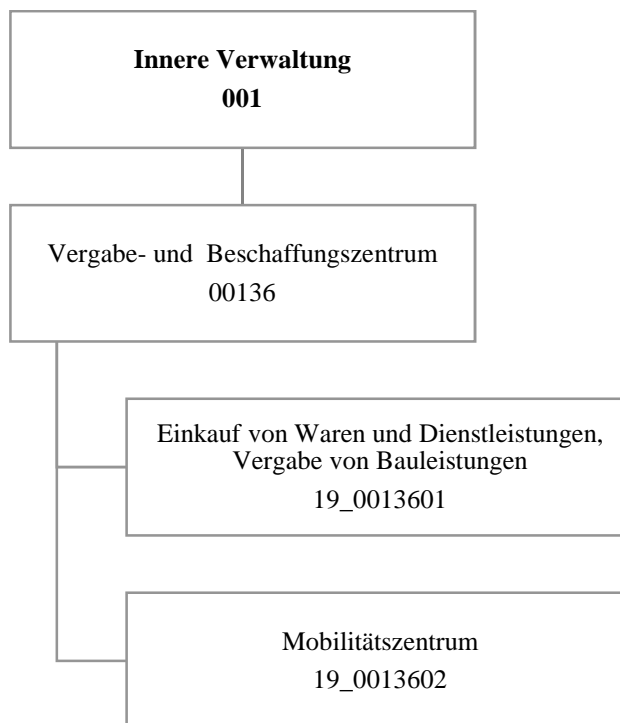 Innere Verwaltung
001
Vergabe- und  Beschaffungszentrum
00136
Einkauf von Waren und Dienstleistungen,
Vergabe von Bauleistungen
19_0013601
Mobilitätszentrum
19_0013602